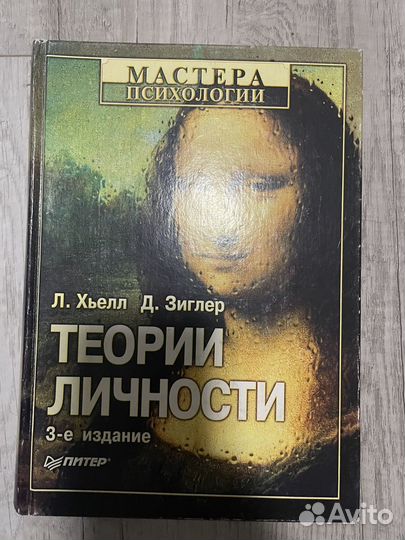 МАСТЕРА
ПСИХОЛОГИИ
Л. Хьелл Д. Зиглер
ТЕОРИИ
ЛИЧНОСТИ
3-е издание
ПИТЕР®
Avito